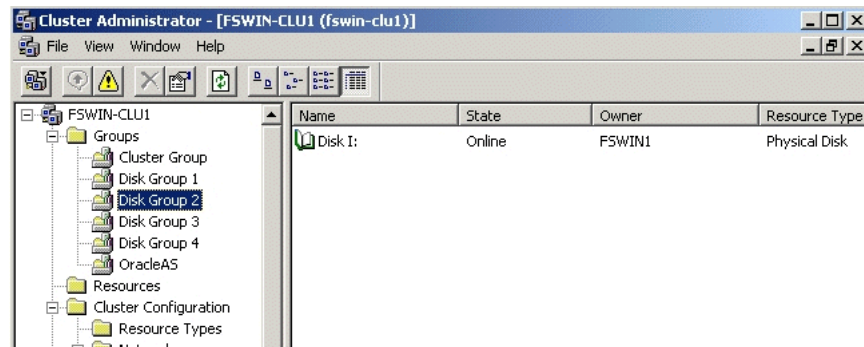 Cluster Administrator - [FSWIN-CLU1 (fswin-clu1)]
File View Window Help
FSWIN-CLU1
Groups
Cluster Group
Disk Group 1
Disk Group 2
Disk Group 3
Disk Group 4
OracleAS
Resources
Cluster Configuration
Resource Types
Name State Owner Resource Type
Disk I: Online FSWIN1 Physical Disk